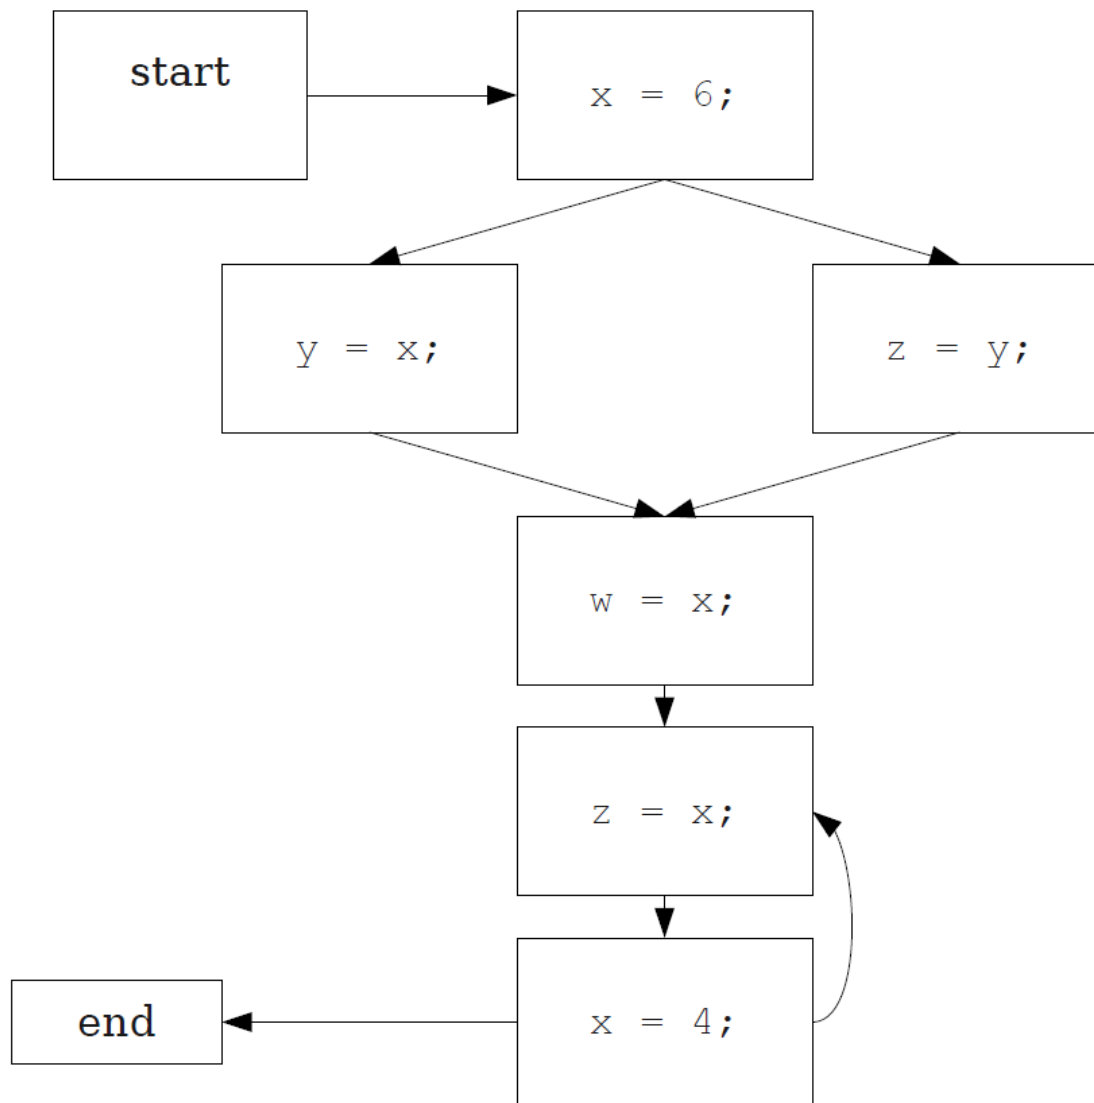 start
x = 6;
y = x;
z = y;
w = x;
z = x;
x = 4;
end